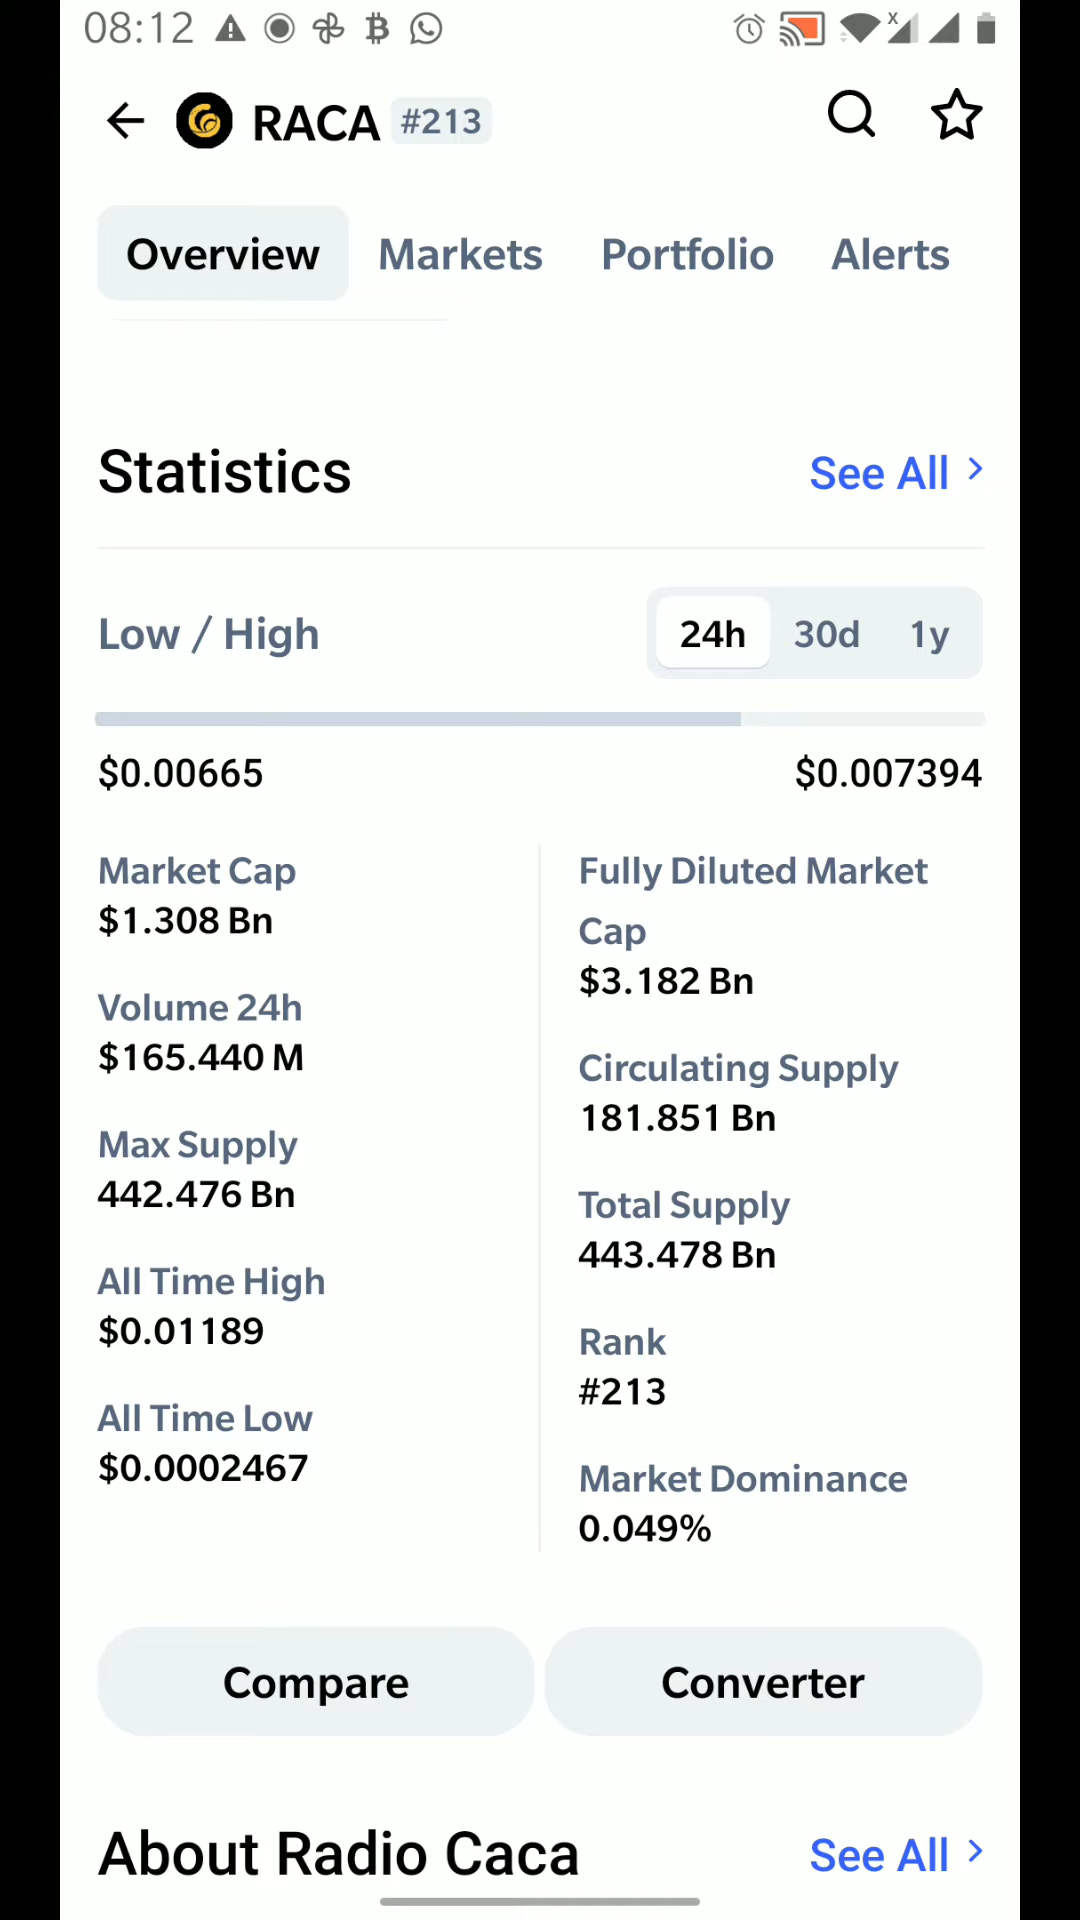 08:12
RACA #213
Overview Markets Portfolio Alerts
Statistics See All
Low / High 24h 30d 1y
$0.00665 $0.007394
Market Cap
$1.308 Bn
Volume 24h
$165.440 M
Max Supply
442.476 Bn
All Time High
$0.01189
All Time Low
$0.0002467
Fully Diluted Market
Cap
$3.182 Bn
Circulating Supply
181.851 Bn
Total Supply
443.478 Bn
Rank
#213
Market Dominance
0.049%
Compare Converter
About Radio Caca See All